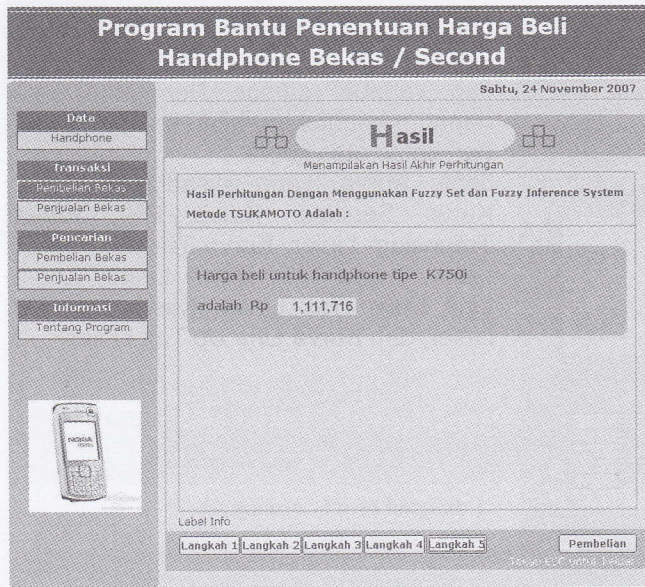 Program Bantu Penentuan Harga Beli
Handphone Bekas / Second
Sabtu, 24 November 2007
Data
Handphone
Transaksi
Pembelian Bekas
Penjualan Bekas
Pencarian
Pembelian Bekas
Penjualan Bekas
Informasi
Tentang Program
NOKIA
Hasil
Menampilakan Hasil Akhir Perhitungan
Hasil Perhitungan Dengan Menggunakan Fuzzy Set dan Fuzzy Inference System
Metode TSUKAMOTO Adalah :
Harga beli untuk handphone tipe K750i
adalah Rp 1,111,716
Label Info
Langkah 1 Langkah 2 Langkah 3 Langkah 4 Langkah 5 Pembelian